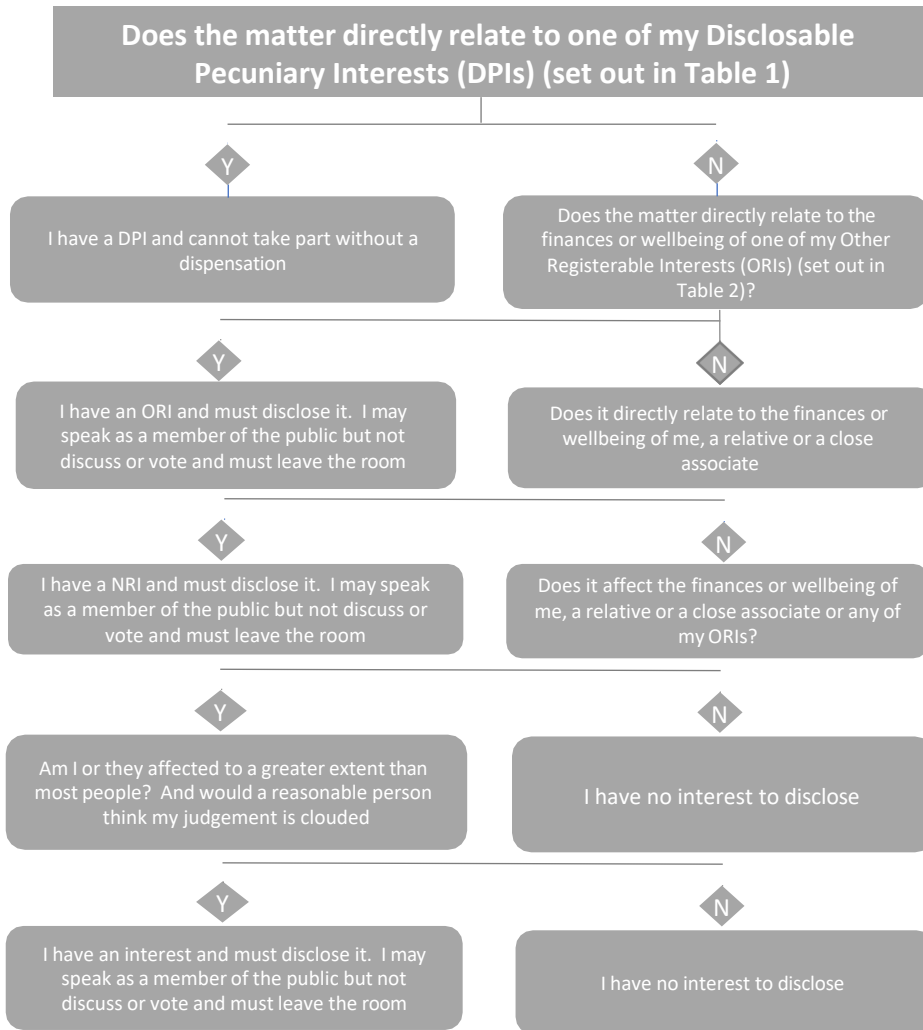 Does the matter directly relate to one of my Disclosable
Pecuniary Interests (DPIs) (set out in Table 1)
Y
N
I have a DPI and cannot take part without a
dispensation
Does the matter directly relate to the
finances or wellbeing of one of my Other
Registerable Interests (ORIs) (set out in
Table 2)?
Y
N
I have an ORI and must disclose it. I may
speak as a member of the public but not
discuss or vote and must leave the room
Does it directly relate to the finances or
wellbeing of me, a relative or a close
associate
Y
N
I have a NRI and must disclose it. I may speak
as a member of the public but not discuss or
vote and must leave the room
Does it affect the finances or wellbeing of
me, a relative or a close associate or any of
my ORIs?
Y
N
Am I or they affected to a greater extent than
most people? And would a reasonable person
think my judgement is clouded
I have no interest to disclose
Y
N
I have an interest and must disclose it. I may
speak as a member of the public but not
discuss or vote and must leave the room
I have no interest to disclose